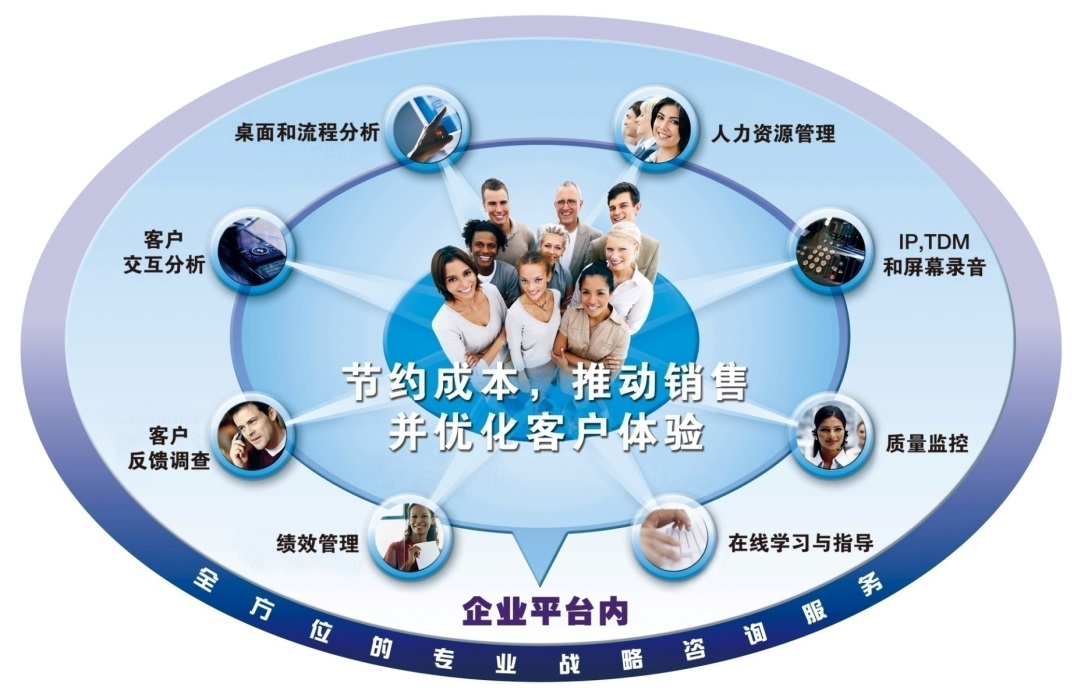 桌面和流程分析
人力资源管理
客户
交互分析
IP,TDM
和屏幕录音
节约成本，推动销售
并优化客户体验
客户
反馈调查
质量监控
绩效管理
在线学习与指导
企业平台内
全方位的专业战略咨询服务